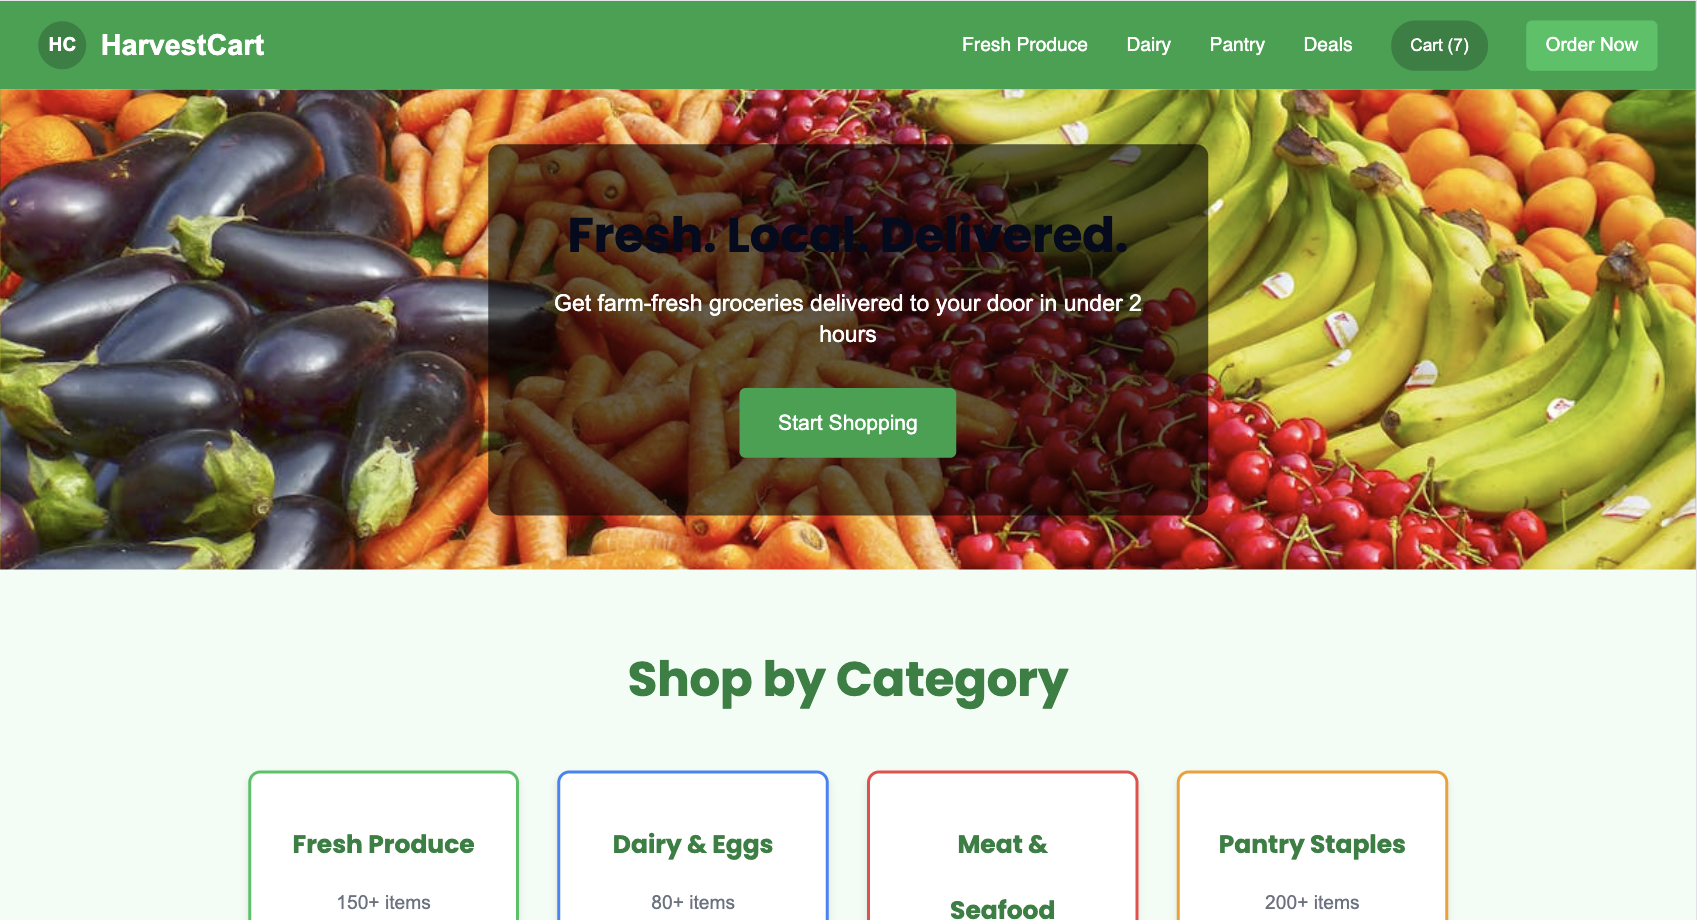 HC HarvestCart Fresh Produce Dairy Pantry Deals Cart (7) Order Now
Fresh. Local. Delivered.
Get farm-fresh groceries delivered to your door in under 2
hours
Start Shopping
Shop by Category
Fresh Produce
150+ items
Dairy & Eggs
80+ items
Meat &
Seafood
Pantry Staples
200+ items